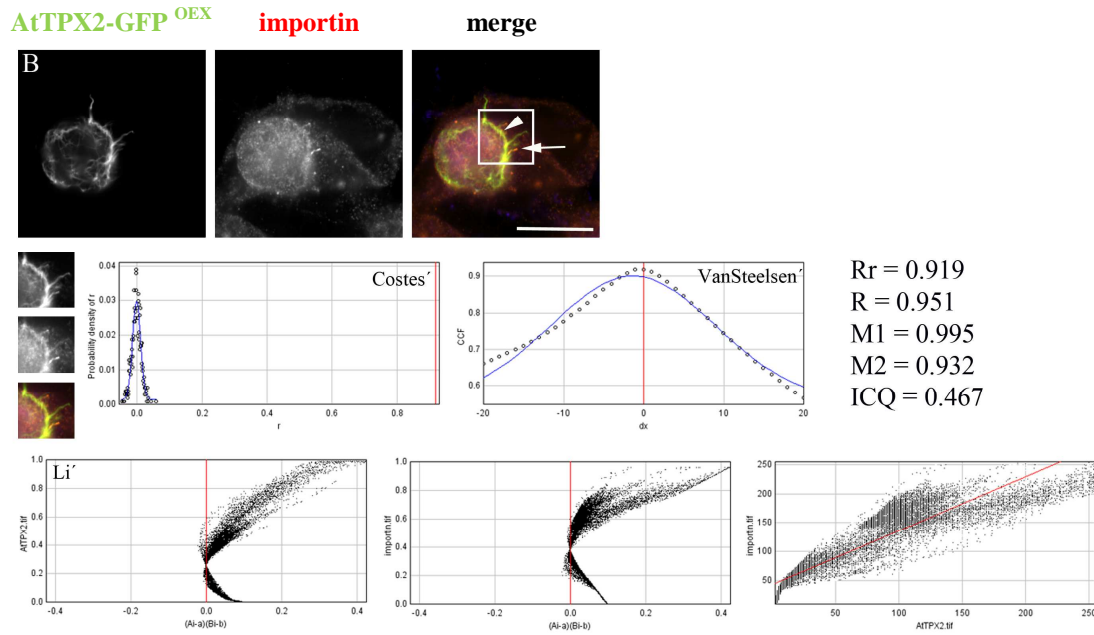 AtTPX2-GFP OEX importin merge
B
Costes´
0.04
0.03
0.02
0.01
0.00
Probability density of r
0.0 0.2 0.4 0.6 0.8
r
VanSteelsen´
0.9
0.8
0.7
0.6
CCF
-20 -10 0 10 20
dx
Rr = 0.919
R = 0.951
M1 = 0.995
M2 = 0.932
ICQ = 0.467
Li´
1.0
0.8
0.6
0.4
0.2
0.0
AtTPX2.tif
-0.4 -0.2 0.0 0.2 0.4
(Ai-a)(Bi-b)
1.0
0.8
0.6
0.4
0.2
0.0
importin.tif
-0.4 -0.2 0.0 0.2 0.4
(Ai-a)(Bi-b)
250
200
150
100
50
importin.tif
50 100 150 200 250
AtTPX2.tif